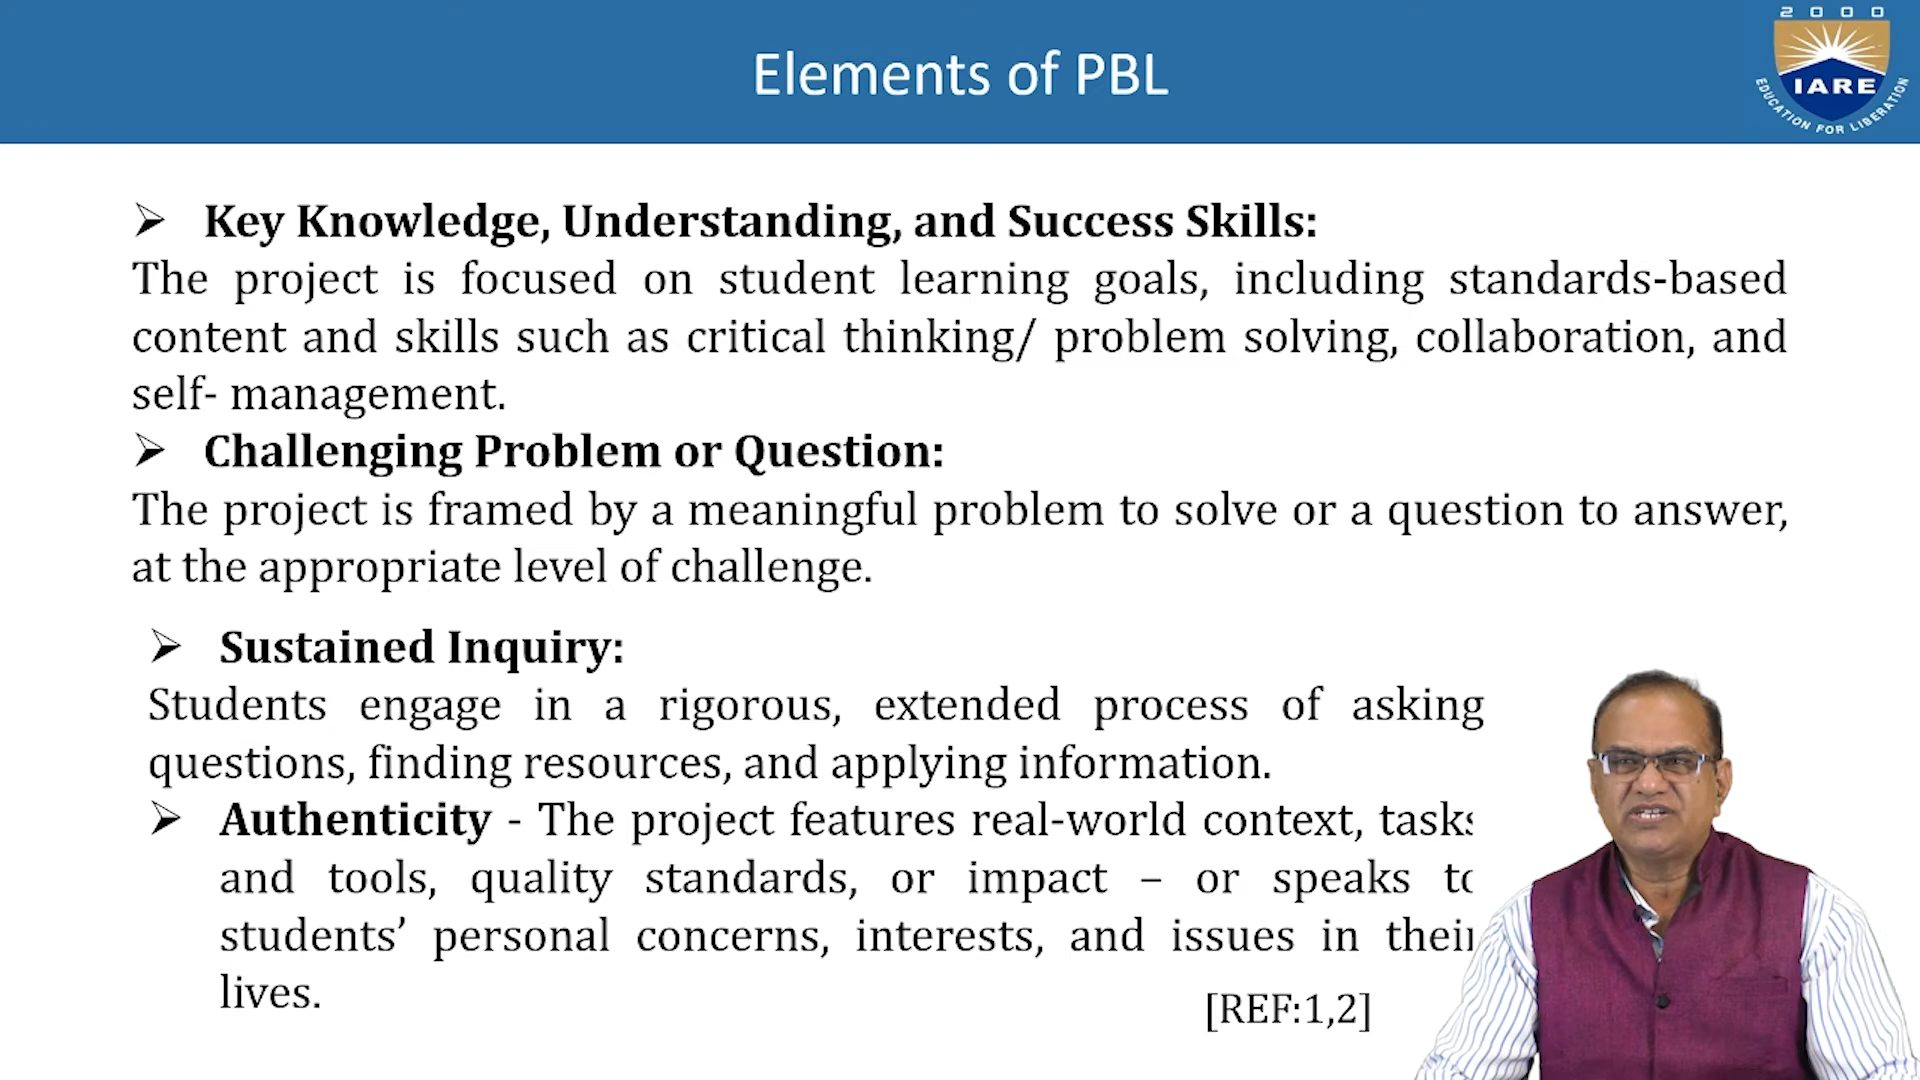 Elements of PBL
2000
IARE
EDUCATION FOR LIBERATION
➢ Key Knowledge, Understanding, and Success Skills:
The project is focused on student learning goals, including standards-based
content and skills such as critical thinking/ problem solving, collaboration, and
self- management.
➢ Challenging Problem or Question:
The project is framed by a meaningful problem to solve or a question to answer,
at the appropriate level of challenge.
➢ Sustained Inquiry:
Students engage in a rigorous, extended process of asking
questions, finding resources, and applying information.
➢ Authenticity - The project features real-world context, tasks
and tools, quality standards, or impact – or speaks to
students’ personal concerns, interests, and issues in their
lives.
[REF:1,2]